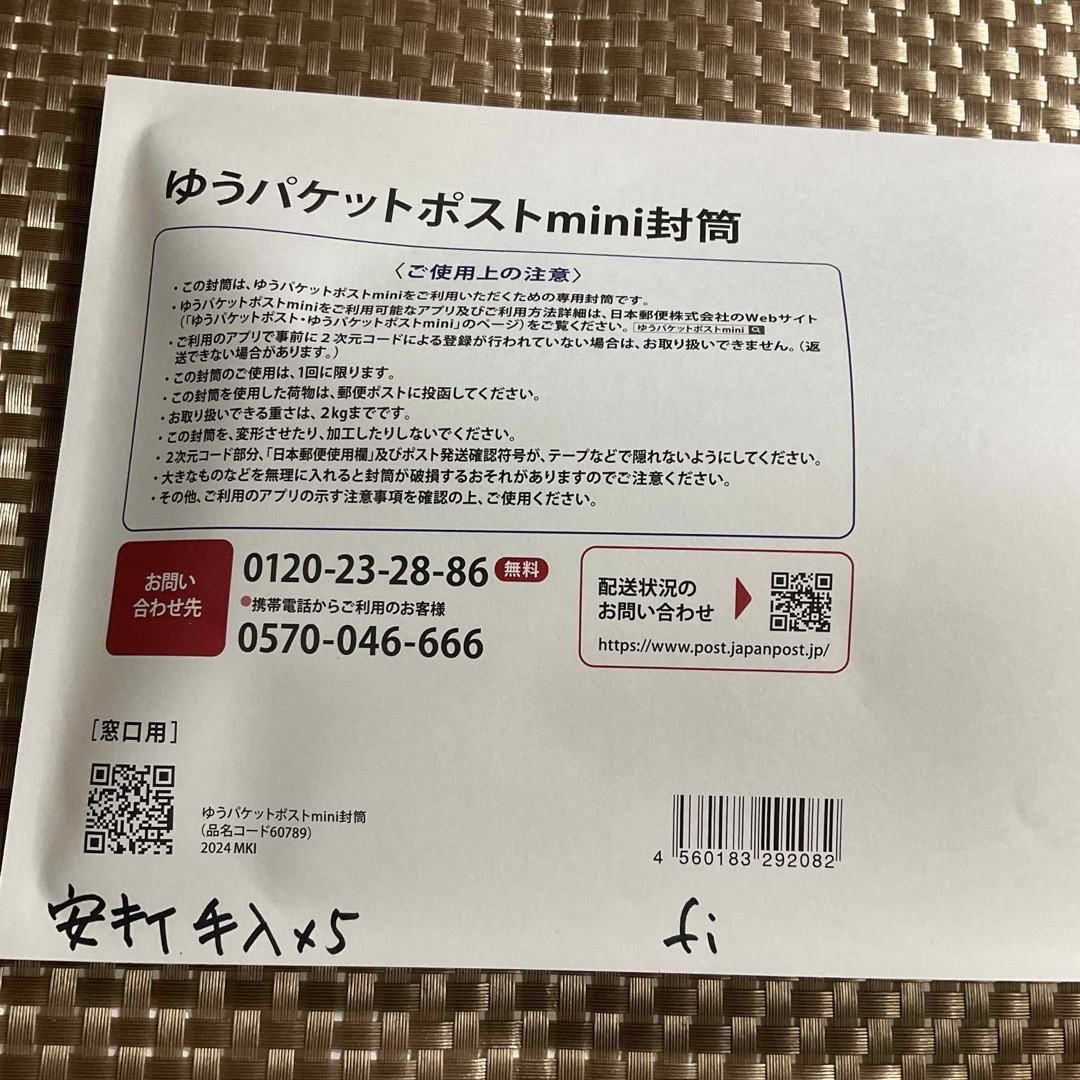 ゆうパケットポストmini封筒
〈ご使用上の注意〉
・この封筒は、ゆうパケットポストminiをご利用いただくための専用封筒です。
・ゆうパケットポストminiをご利用可能なアプリ及びご利用方法詳細は、日本郵便株式会社のWebサイト
(「ゆうパケットポスト・ゆうパケットポストmini」のページ)をご覧ください。 ゆうパケットポストmini
・ご利用のアプリで事前に2次元コードによる登録が行われていない場合は、お取り扱いできません。(返
送できない場合があります。)
・この封筒のご使用は、1回に限ります。
・この封筒を使用した荷物は、郵便ポストに投函してください。
・お取り扱いできる重さは、2kgまでです。
・この封筒を、変形させたり、加工したりしないでください。
・2次元コード部分、「日本郵便使用欄」及びポスト発送確認符号が、テープなどで隠れないようにしてください。
・大きなものなどを無理に入れると封筒が破損するおそれがありますのでご注意ください。
・その他、ご利用のアプリの示す注意事項を確認の上、ご使用ください。
お問い
合わせ先
0120-23-28-86 無料
●携帯電話からご利用のお客様
0570-046-666
配送状況の
お問い合わせ
https://www.post.japanpost.jp/
[窓口用]
ゆうパケットポストmini封筒
(品名コード60789)
2024 MKI
4 560183 292082
安キイ 手入×5
fi